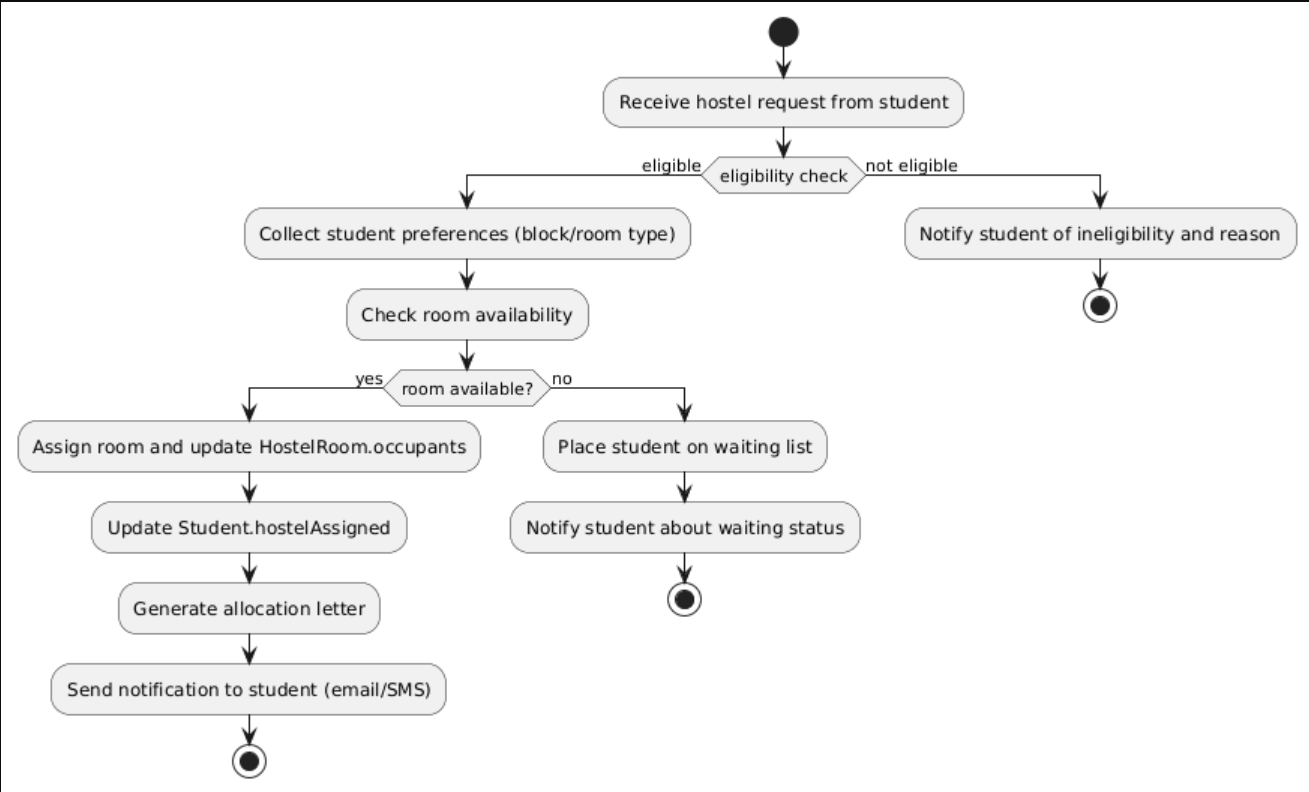 Receive hostel request from student
eligible
eligibility check
not eligible
Collect student preferences (block/room type)
Notify student of ineligibility and reason
Check room availability
yes
room available?
no
Assign room and update HostelRoom.occupants
Place student on waiting list
Update Student.hostelAssigned
Notify student about waiting status
Generate allocation letter
Send notification to student (email/SMS)